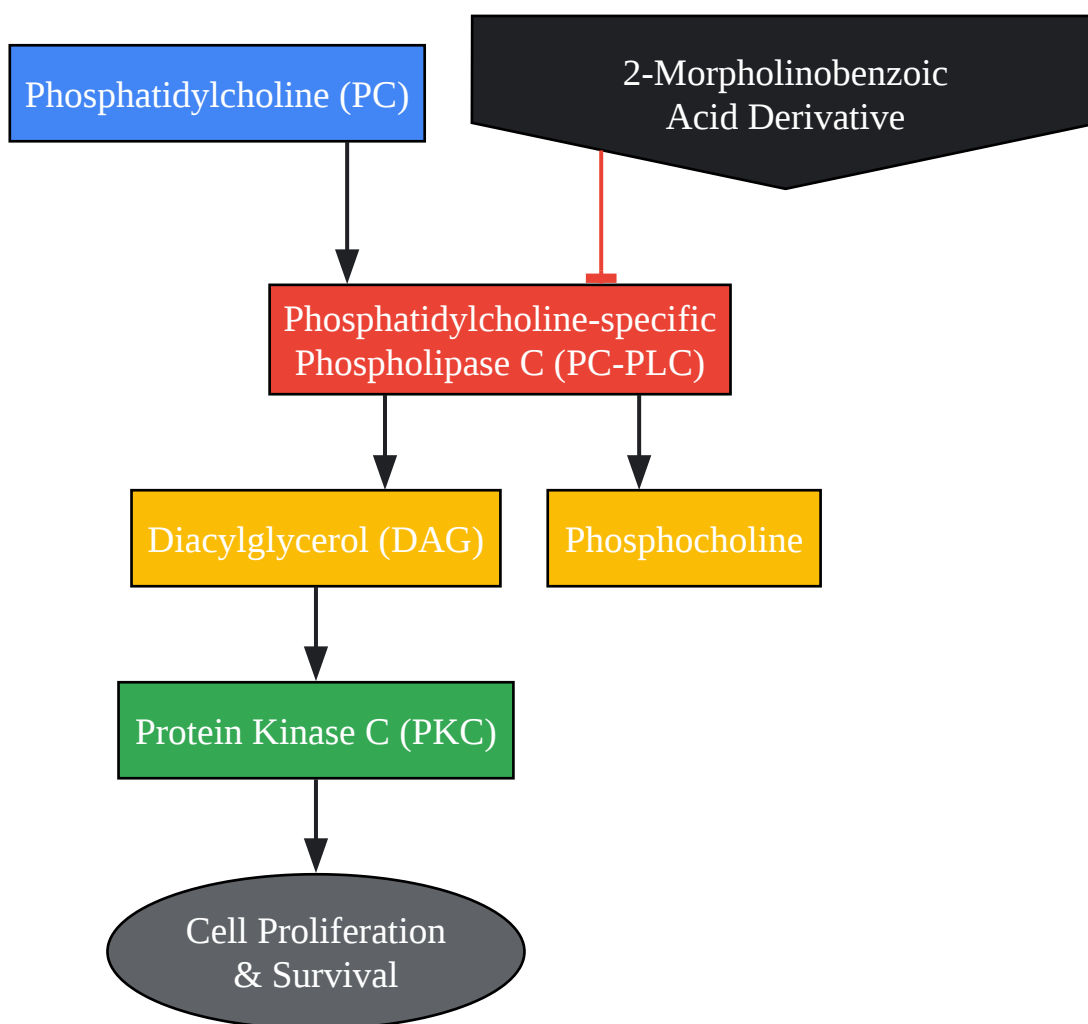 Phosphatidylcholine (PC)
2-Morpholinobenzoic
Acid Derivative
Phosphatidylcholine-specific
Phospholipase C (PC-PLC)
Diacylglycerol (DAG)
Phosphocholine
Protein Kinase C (PKC)
Cell Proliferation
& Survival